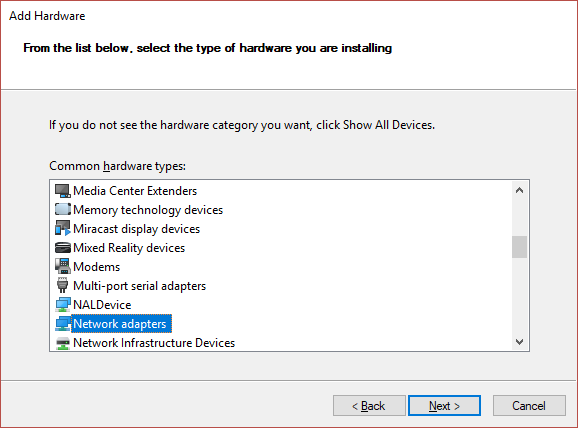 Add Hardware
From the list below, select the type of hardware you are installing
If you do not see the hardware category you want, click Show All Devices.
Common hardware types:
Media Center Extenders
Memory technology devices
Miracast display devices
Mixed Reality devices
Modems
Multi-port serial adapters
NALDevice
Network adapters
Network Infrastructure Devices
< Back Next > Cancel